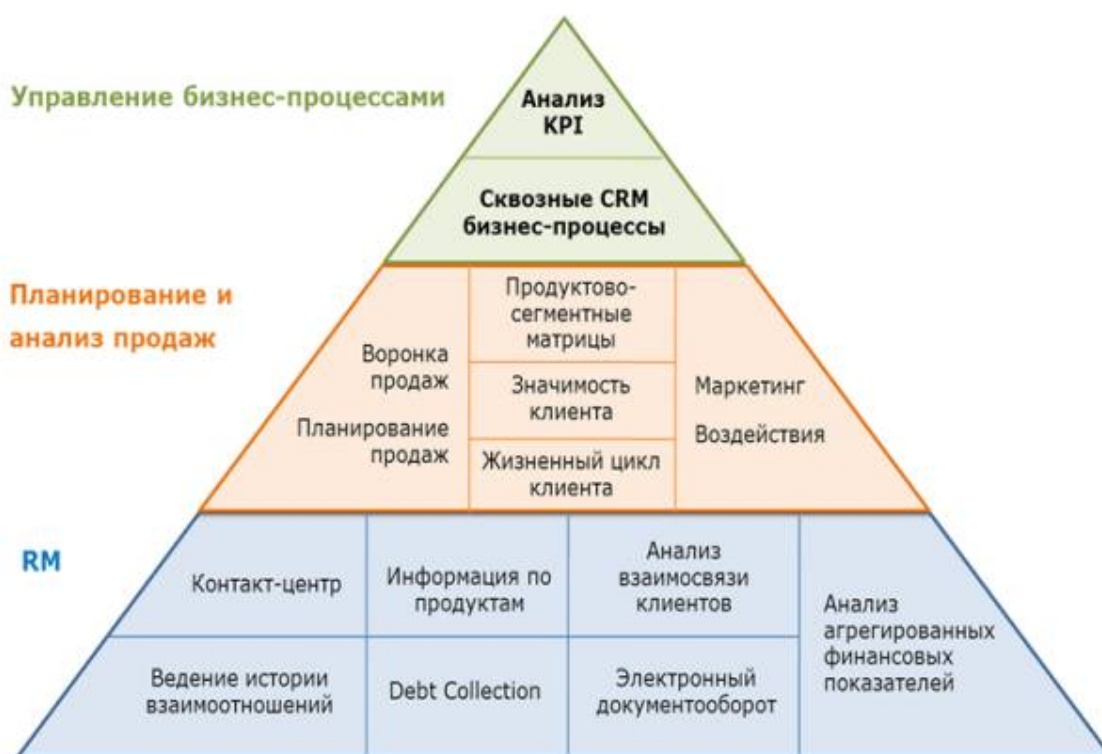 Управление бизнес-процессами
Анализ
KPI
Сквозные CRM
бизнес-процессы
Планирование и
анализ продаж
Воронка
продаж
Планирование
продаж
Продуктово-
сегментные
матрицы
Значимость
клиента
Жизненный цикл
клиента
Маркетинг
Воздействия
RM
Контакт-центр
Информация по
продуктам
Анализ
взаимосвязи
клиентов
Анализ
агрегированных
финансовых
показателей
Ведение истории
взаимоотношений
Debt Collection
Электронный
документооборот